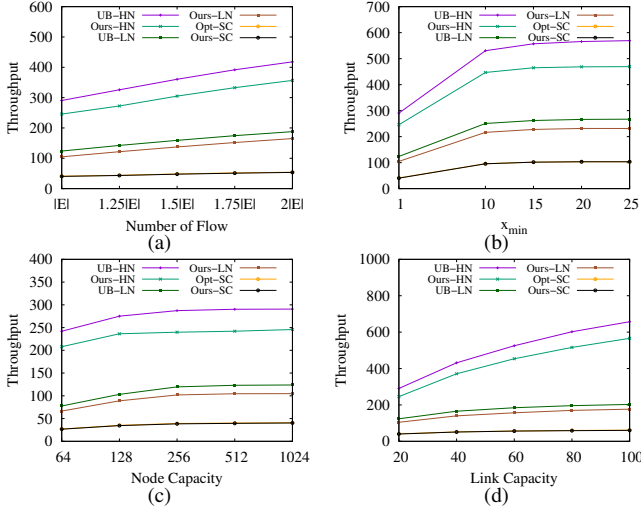 600
500
400
300
200
100
0
Throughput
UB-HN
Ours-HN
UB-LN
Ours-LN
Opt-SC
Ours-SC
|E| 1.25|E| 1.5|E| 1.75|E| 2|E|
Number of Flow
(a)
700
600
500
400
300
200
100
0
Throughput
UB-HN
Ours-HN
UB-LN
Ours-LN
Opt-SC
Ours-SC
1 10 15 20 25
x_min
(b)
400
350
300
250
200
150
100
50
0
Throughput
UB-HN
Ours-HN
UB-LN
Ours-LN
Opt-SC
Ours-SC
64 128 256 512 1024
Node Capacity
(c)
1000
800
600
400
200
0
Throughput
UB-HN
Ours-HN
UB-LN
Ours-LN
Opt-SC
Ours-SC
20 40 60 80 100
Link Capacity
(d)